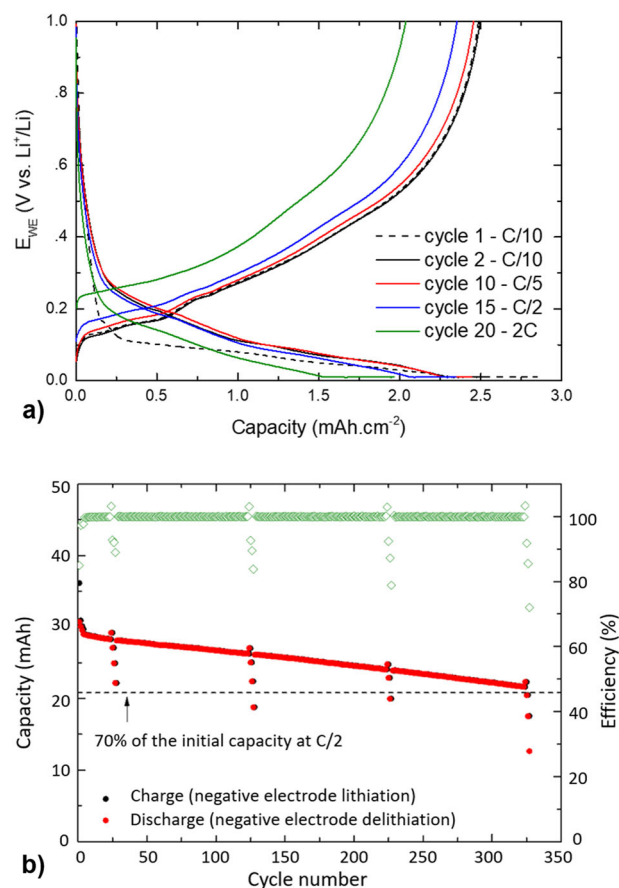 1.0
.8
.6
.4
0.2
0.0
E_WE (V vs. Li⁺/Li)
cycle 1 - C/10
cycle 2 - C/10
cycle 10 - C/5
cycle 15 - C/2
cycle 20 - 2C
0.0 0.5 1.0 1.5 2.0 2.5 3.0
a)
Capacity (mAh.cm⁻²)
50
40
30
20
10
0
Capacity (mAh)
100
80
60
40
20
0
Efficiency (%)
70% of the initial capacity at C/2
Charge (negative electrode lithiation)
Discharge (negative electrode delithiation)
0 50 100 150 200 250 300 350
b)
Cycle number